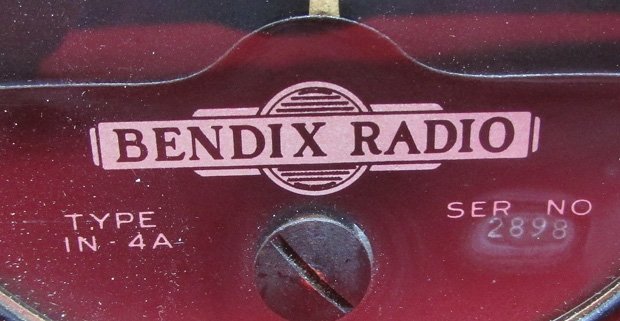 BENDIX RADIO
TYPE
IN-4A
SER NO
2898